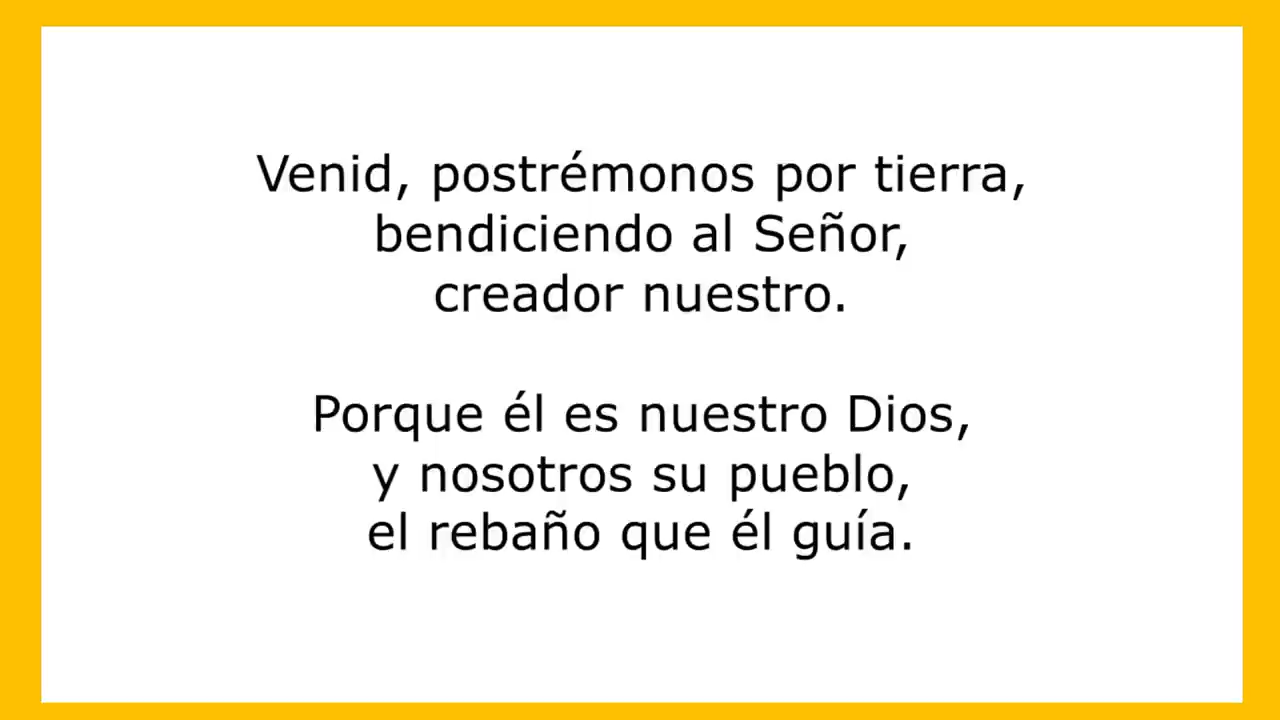 Venid, postrémonos por tierra,
bendiciendo al Señor,
creador nuestro.
Porque él es nuestro Dios,
y nosotros su pueblo,
el rebaño que él guía.